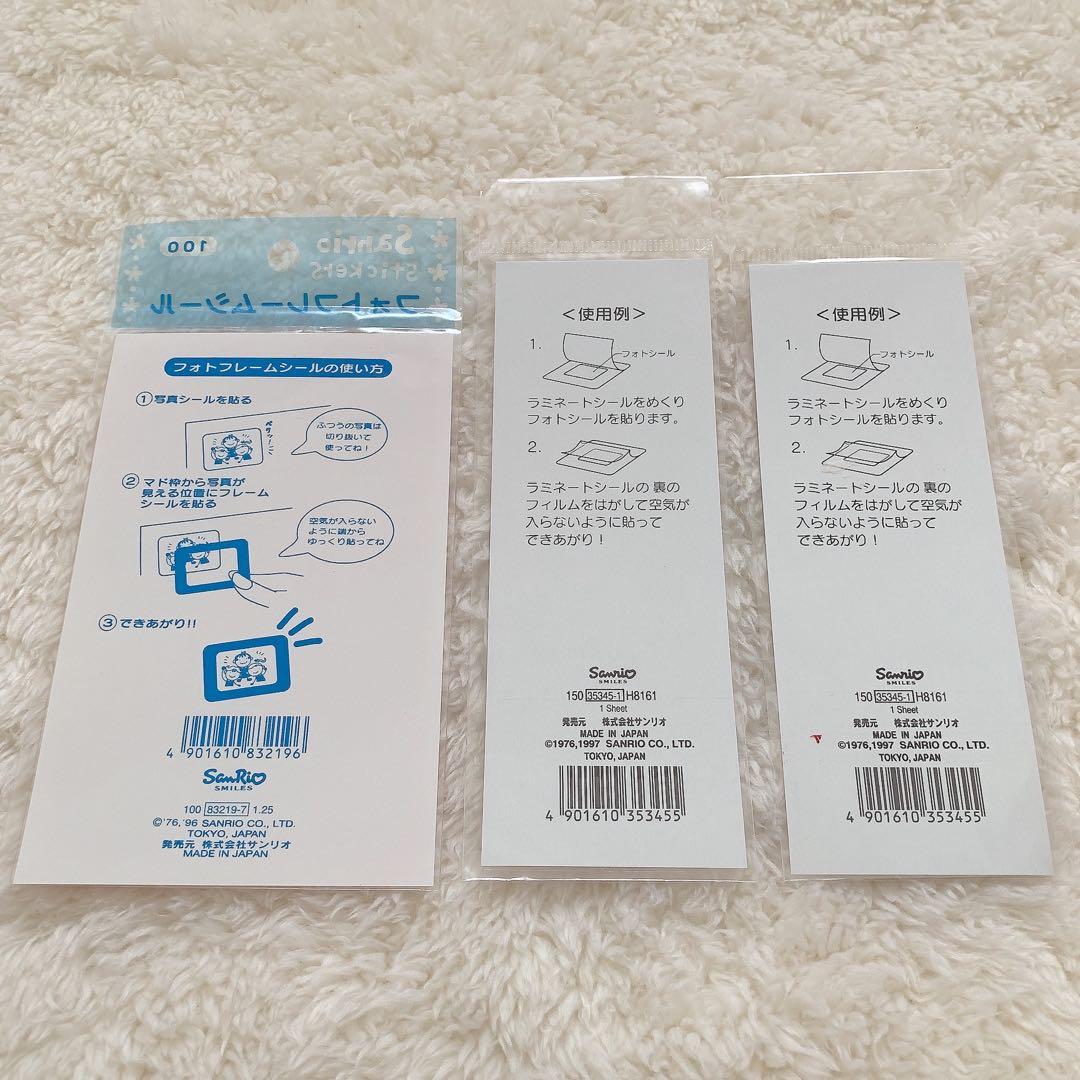 100
Sanrio
stickers
フォトフレームシール
フォトフレームシールの使い方
①写真シールを貼る
ペタッ〜!
ふつうの写真は
切り抜いて
使ってね!
②マド枠から写真が
見える位置にフレーム
シールを貼る
空気が入らない
ように端から
ゆっくり貼ってね
③できあがり!!
4 901610 832196
SanRio
SMILES
100 83219-7 1.25
©'76,'96 SANRIO CO., LTD.
TOKYO, JAPAN
発売元 株式会社サンリオ
MADE IN JAPAN
<使用例>
1.
フォトシール
ラミネートシールをめくり
フォトシールを貼ります。
2.
ラミネートシールの 裏の
フィルムをはがして空気が
入らないように貼って
できあがり!
Sanrio
SMILES
150 35345-1 H8161
1 Sheet
発売元 株式会社サンリオ
MADE IN JAPAN
©1976,1997 SANRIO CO., LTD.
TOKYO, JAPAN
4 901610 353455
<使用例>
1.
フォトシール
ラミネートシールをめくり
フォトシールを貼ります。
2.
ラミネートシールの 裏の
フィルムをはがして空気が
入らないように貼って
できあがり!
Sanrio
SMILES
150 35345-1 H8161
1 Sheet
発売元 株式会社サンリオ
MADE IN JAPAN
©1976,1997 SANRIO CO., LTD.
TOKYO, JAPAN
4 901610 353455